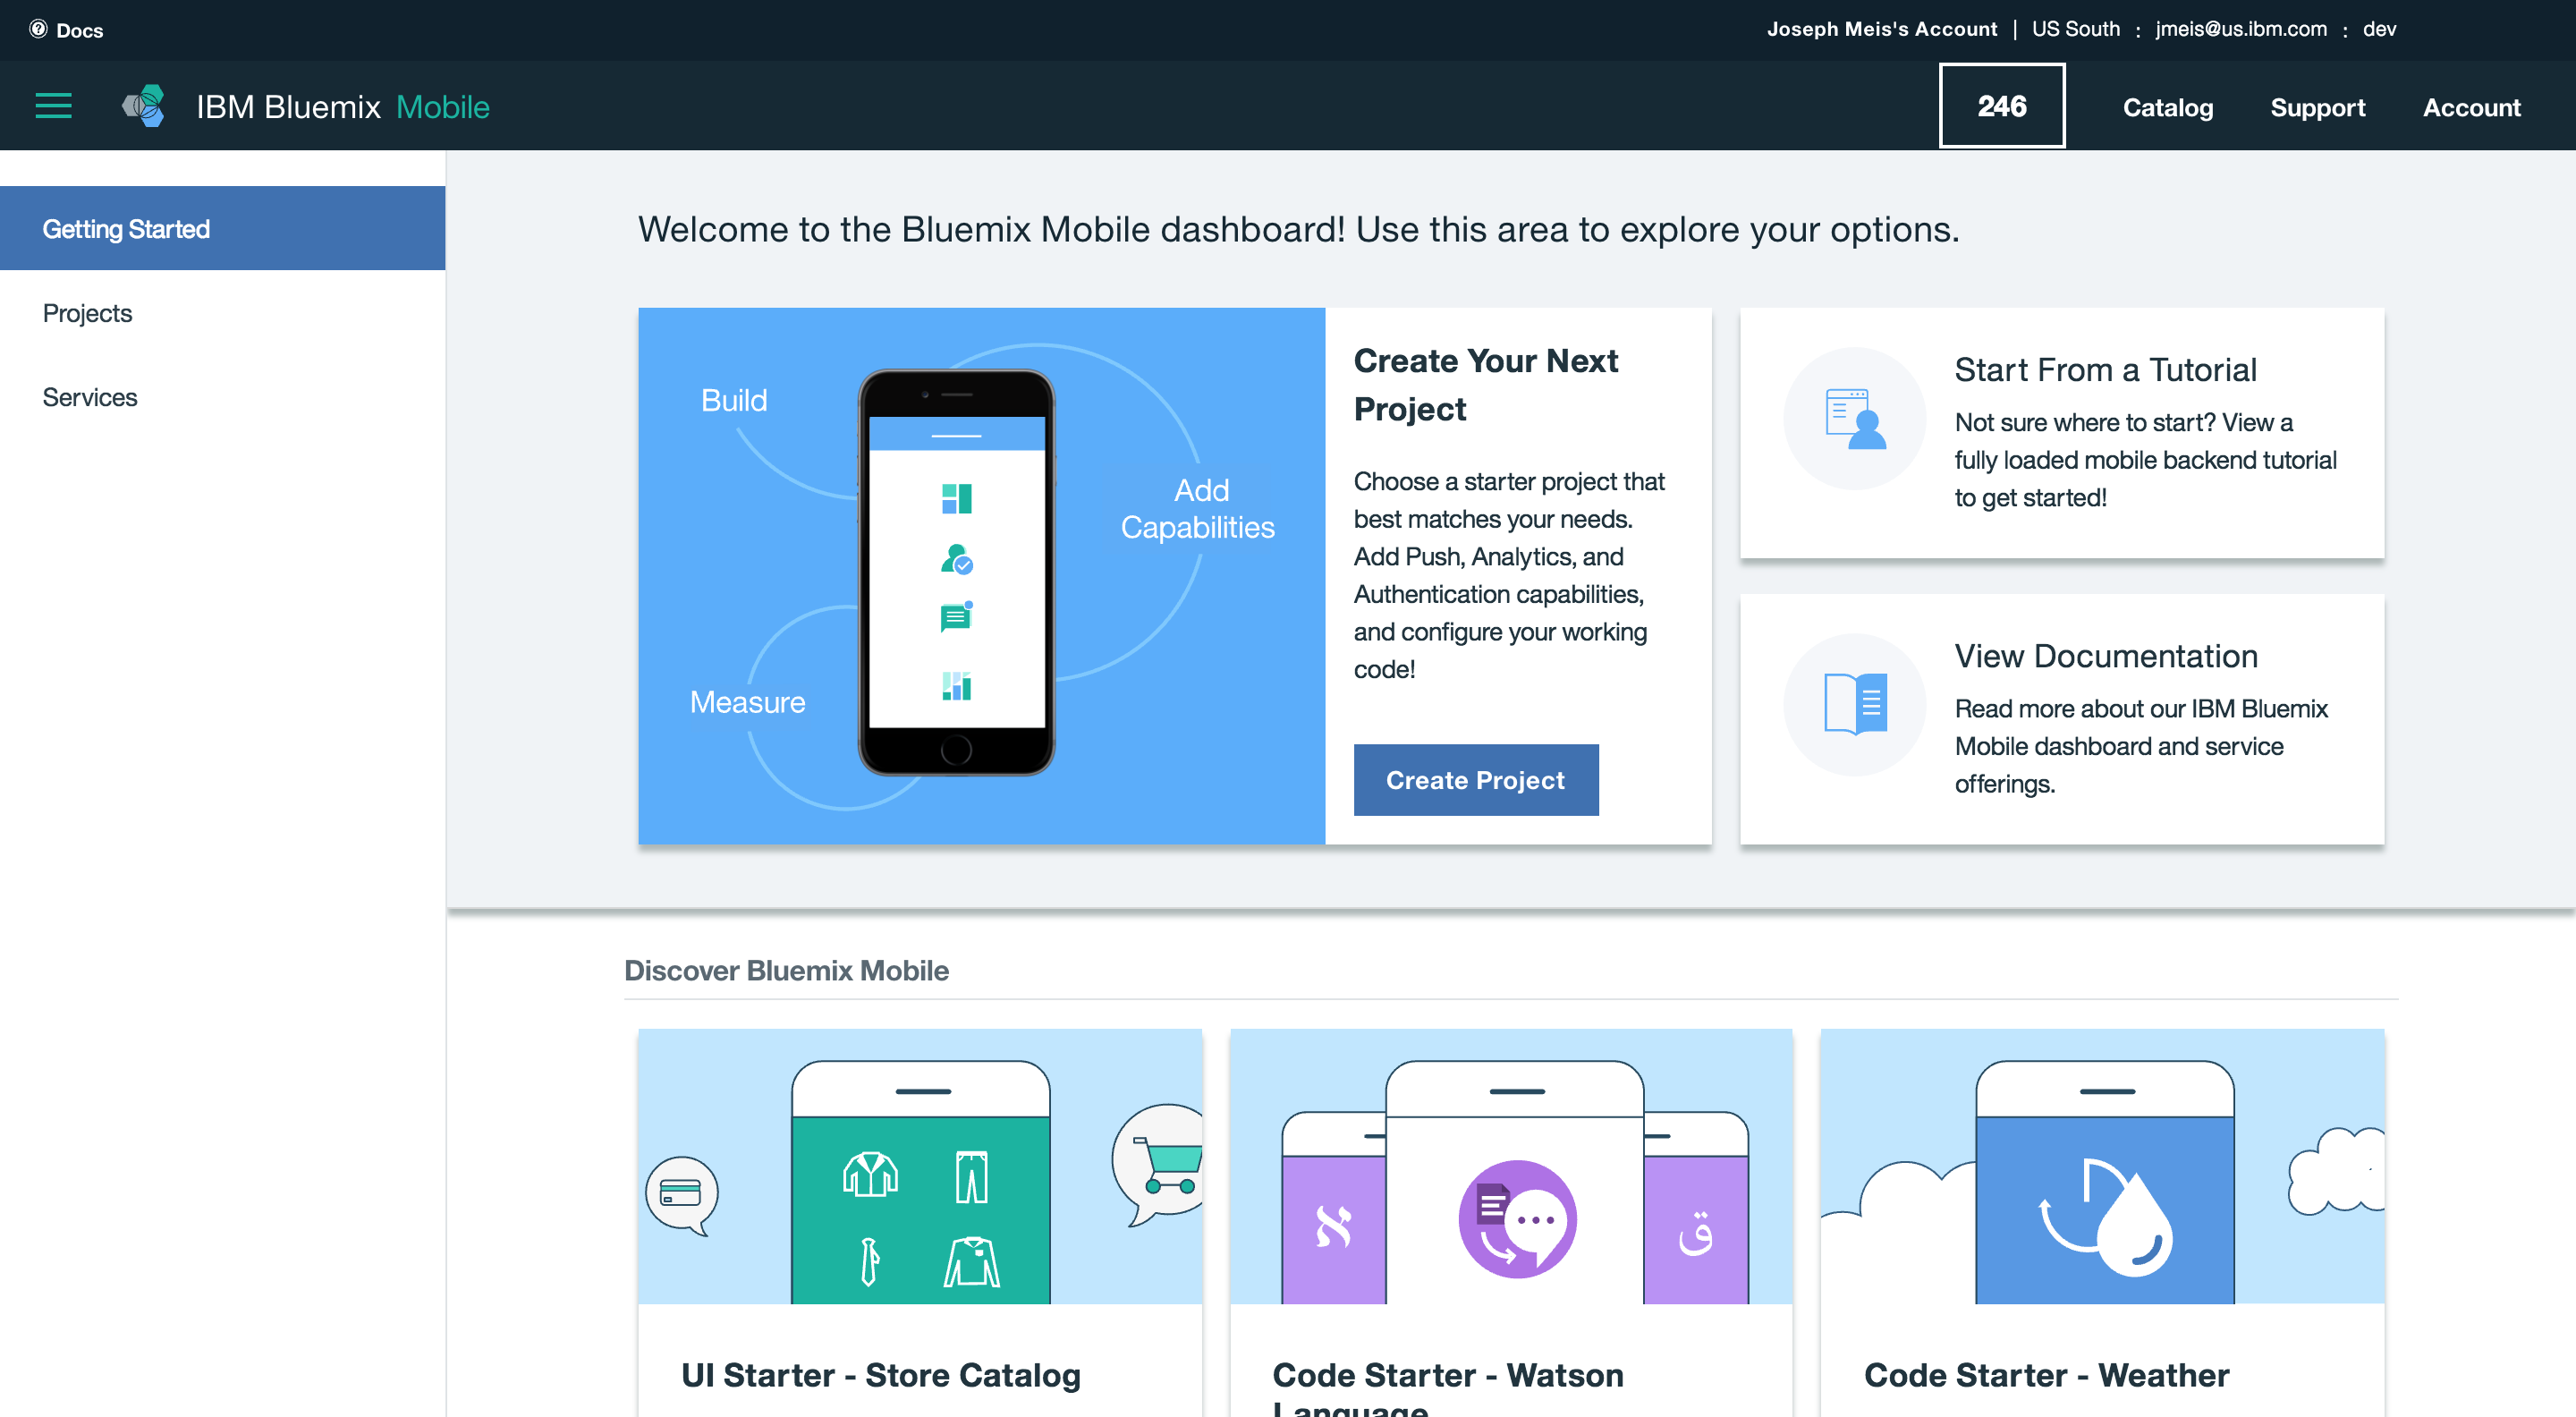 Docs
Joseph Meis's Account | US South : jmeis@us.ibm.com : dev
IBM Bluemix Mobile
246
Catalog
Support
Account
Getting Started
Projects
Services
Welcome to the Bluemix Mobile dashboard! Use this area to explore your options.
Build
Add
Capabilities
Measure
Create Your Next
Project
Choose a starter project that
best matches your needs.
Add Push, Analytics, and
Authentication capabilities,
and configure your working
code!
Create Project
Start From a Tutorial
Not sure where to start? View a
fully loaded mobile backend tutorial
to get started!
View Documentation
Read more about our IBM Bluemix
Mobile dashboard and service
offerings.
Discover Bluemix Mobile
א
ق
UI Starter - Store Catalog
Code Starter - Watson
Language
Code Starter - Weather